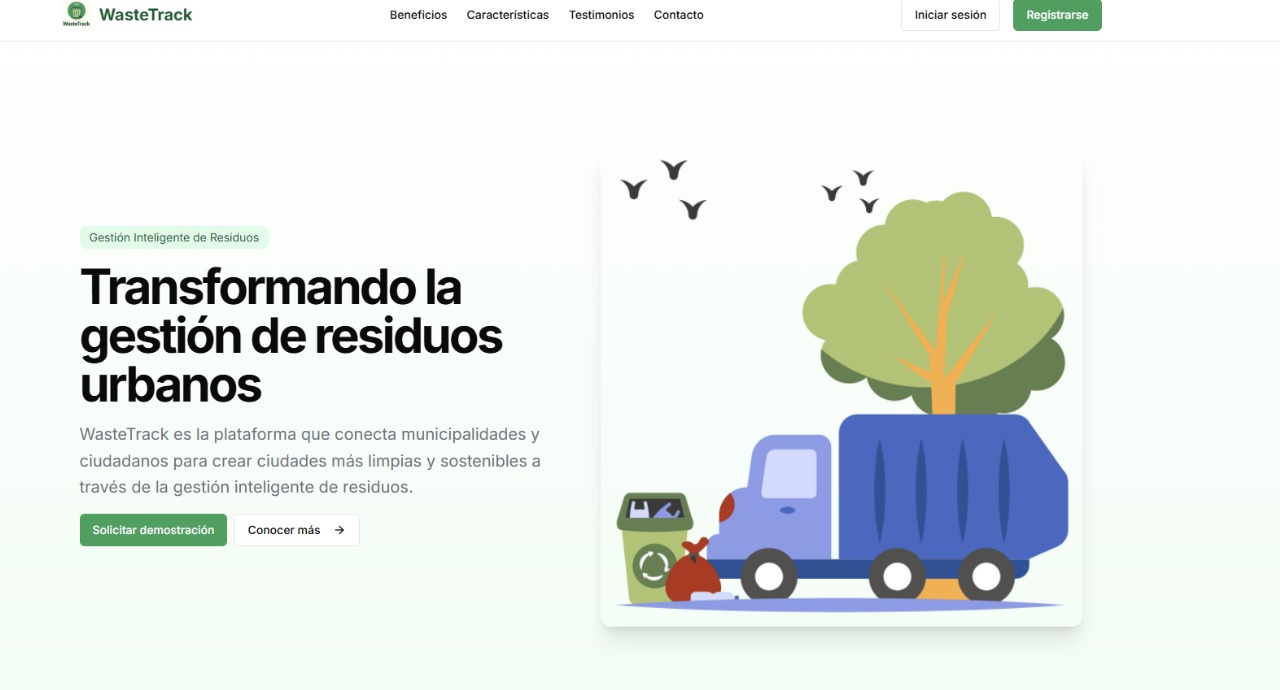 WasteTrack
WasteTrack
Beneficios
Características
Testimonios
Contacto
Iniciar sesión
Registrarse
Gestión Inteligente de Residuos
Transformando la
gestión de residuos
urbanos
WasteTrack es la plataforma que conecta municipalidades y
ciudadanos para crear ciudades más limpias y sostenibles a
través de la gestión inteligente de residuos.
Solicitar demostración
Conocer más →